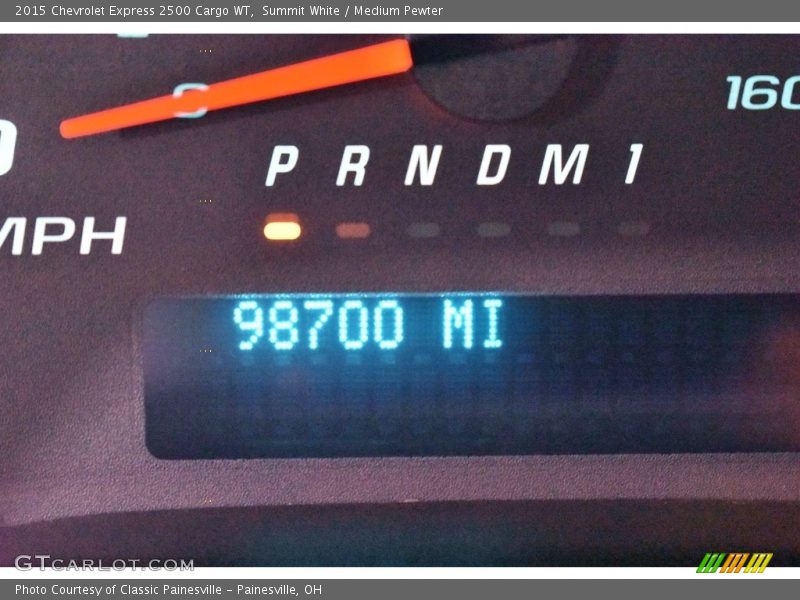 2015 Chevrolet Express 2500 Cargo WT,  Summit White / Medium Pewter
0
160
P R N D M 1
MPH
98700 MI
GTCARLOT.COM
Photo Courtesy of Classic Painesville - Painesville, OH